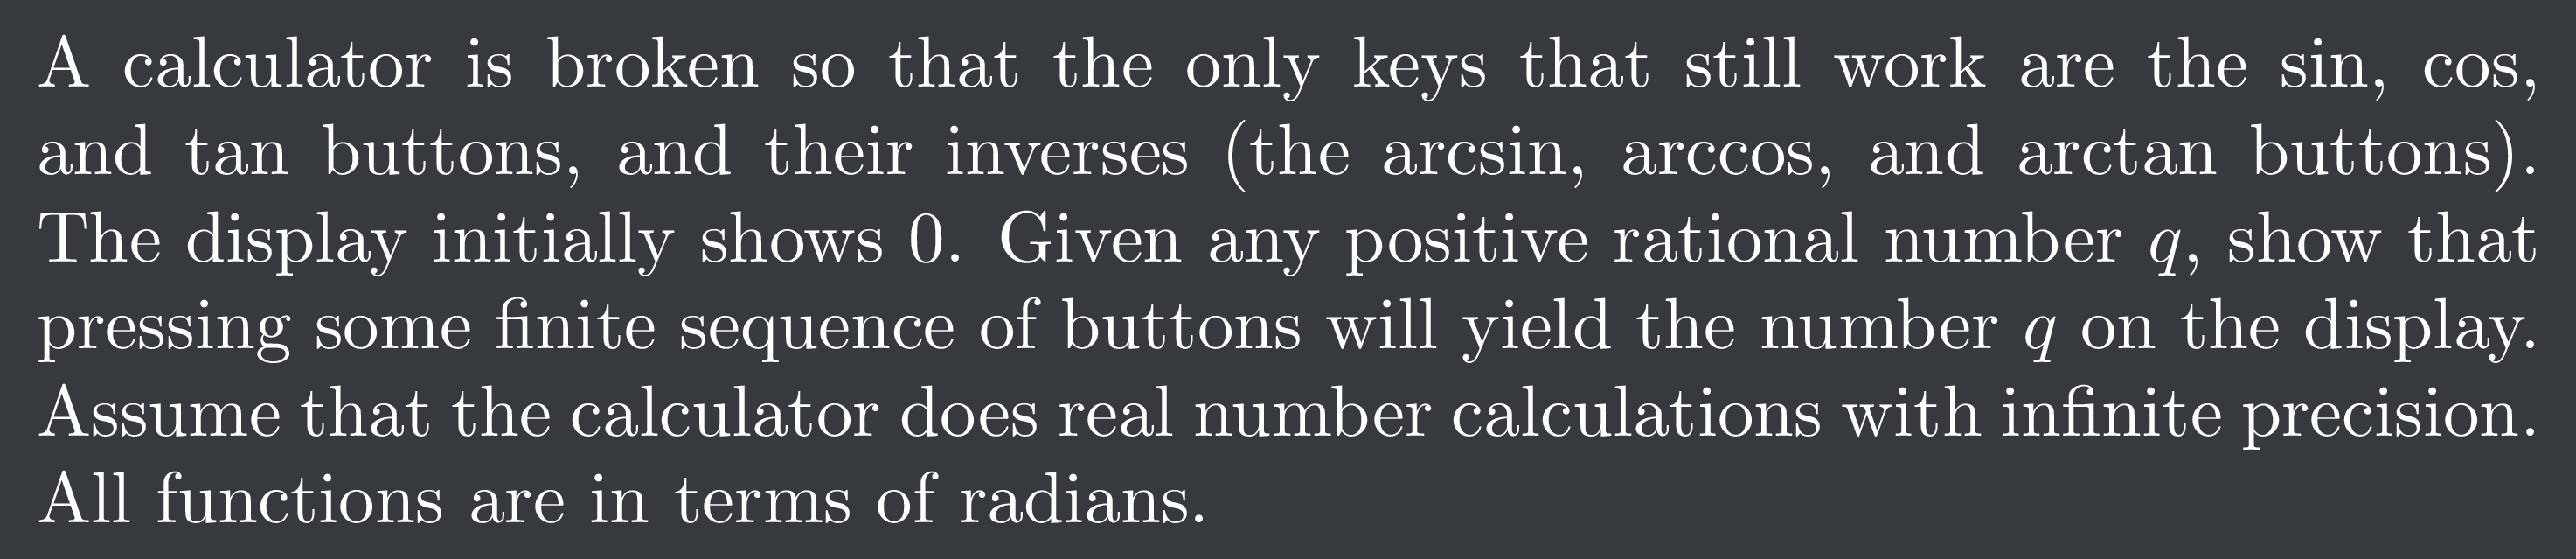 A calculator is broken so that the only keys that still work are the sin, cos,
and tan buttons, and their inverses (the arcsin, arccos, and arctan buttons).
The display initially shows 0. Given any positive rational number q, show that
pressing some finite sequence of buttons will yield the number q on the display.
Assume that the calculator does real number calculations with infinite precision.
All functions are in terms of radians.